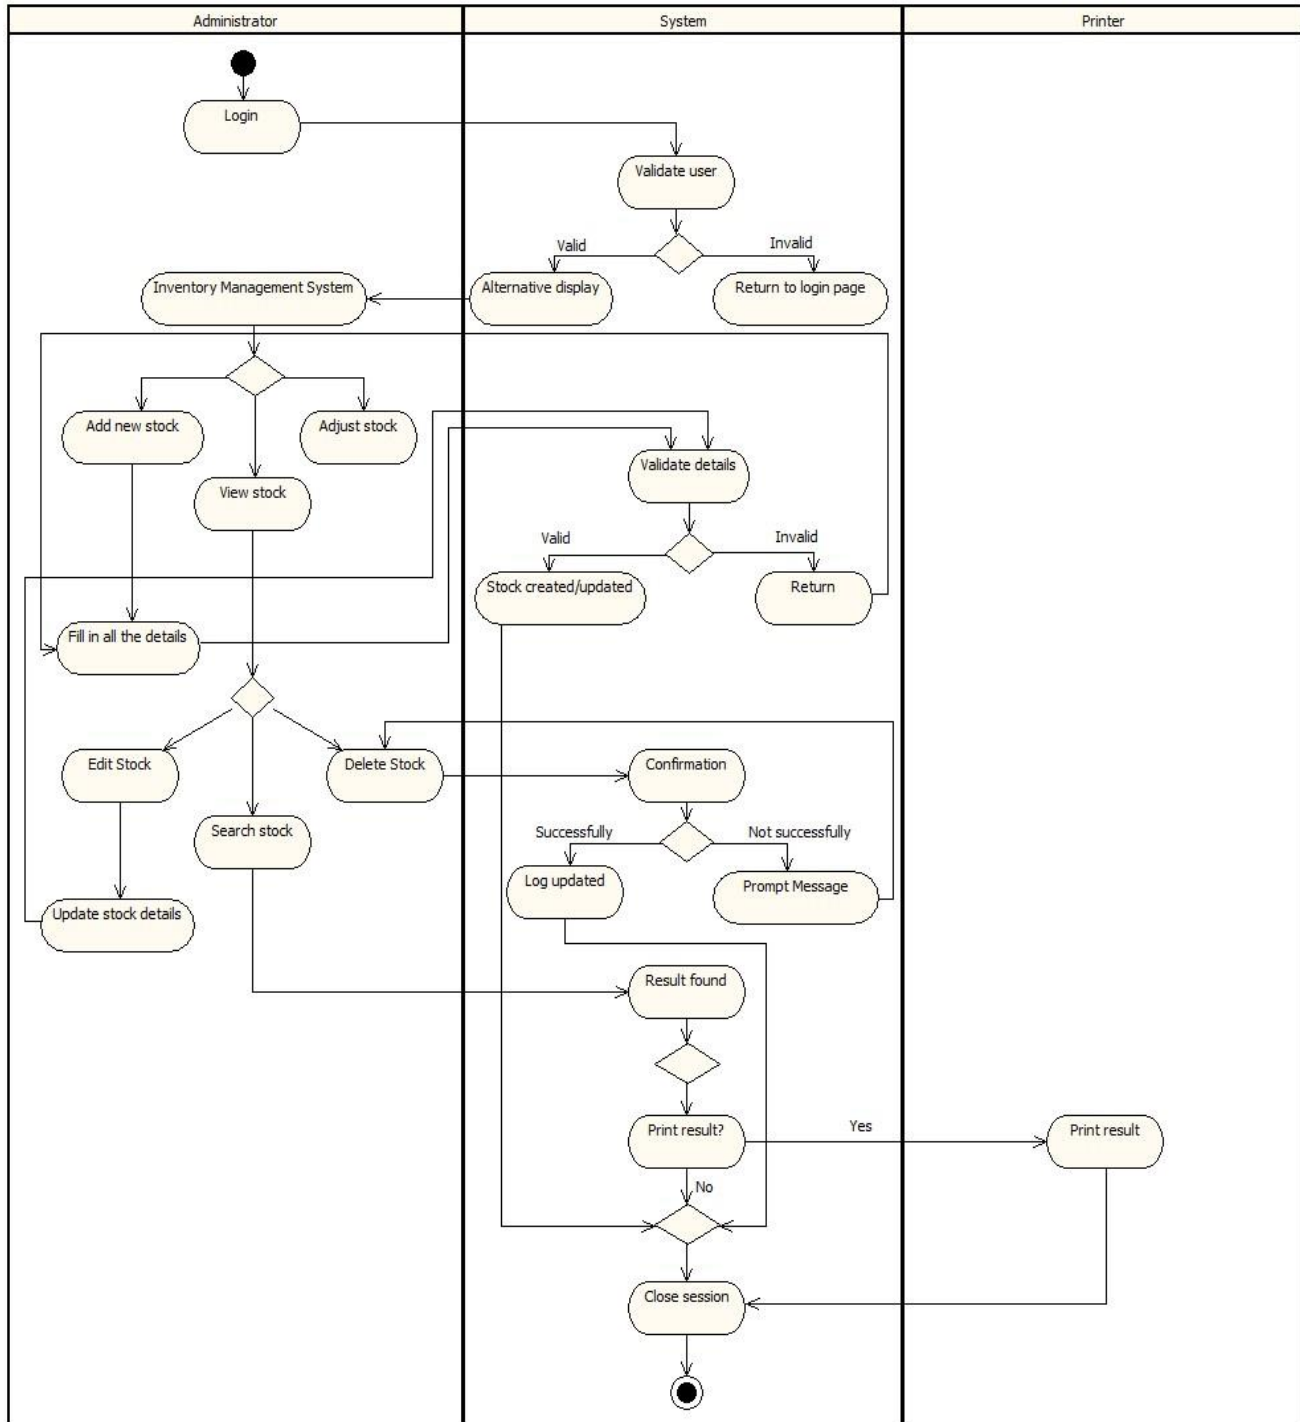 Administrator
System
Printer
Login
Validate user
Valid
Invalid
Inventory Management System
Alternative display
Return to login page
Add new stock
Adjust stock
Validate details
View stock
Valid
Invalid
Stock created/updated
Return
Fill in all the details
Edit Stock
Delete Stock
Confirmation
Search stock
Successfully
Not successfully
Log updated
Prompt Message
Update stock details
Result found
Print result?
Yes
Print result
No
Close session